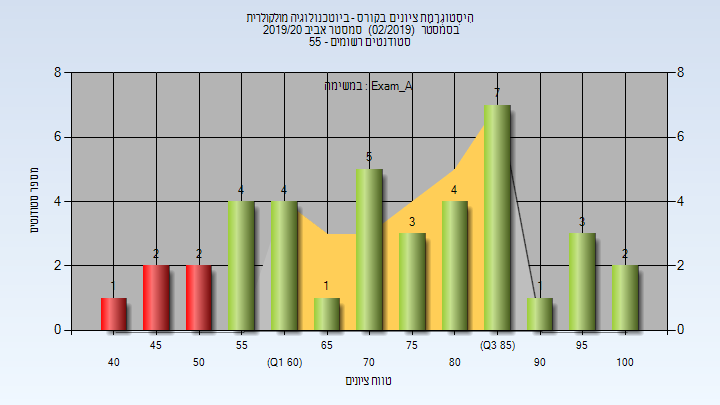 היסטוגרמת ציונים בקורס - ביוטכנולוגיה מולקולרית
בסמסטר (02/2019) סמסטר אביב 2019/20
סטודנטים רשומים - 55
במשימה : Exam_A
8 8
6 6
4 4
2 2
0 0
מספר סטודנטים
1 2 2 4 4 1 5 3 4 7 1 3 2
45 55 65 75 (Q3 85) 95
40 50 (Q1 60) 70 80 90 100
טווח ציונים